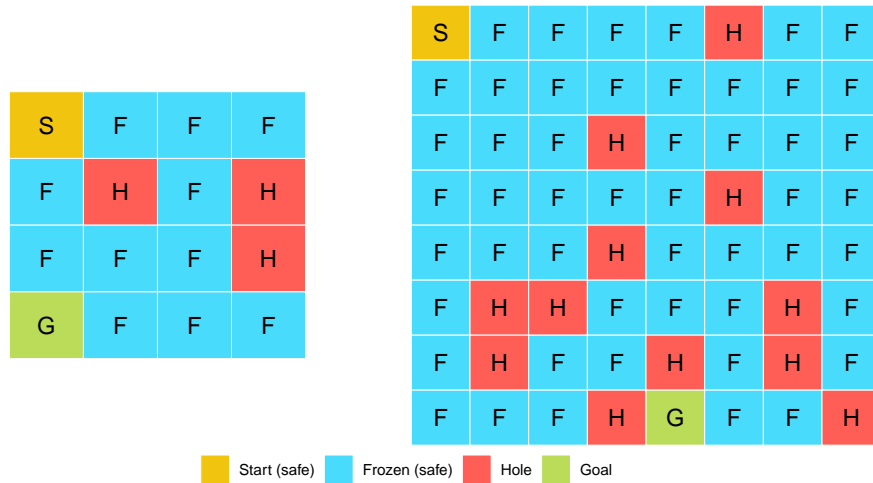 S F F F
F H F H
F F F H
G F F F
S F F F F H F F
F F F F F F F F
F F F H F F F F
F F F F F H F F
F F F H F F F F
F H H F F F H F
F H F F H F H F
F F F H G F F H
Start (safe) Frozen (safe) Hole Goal